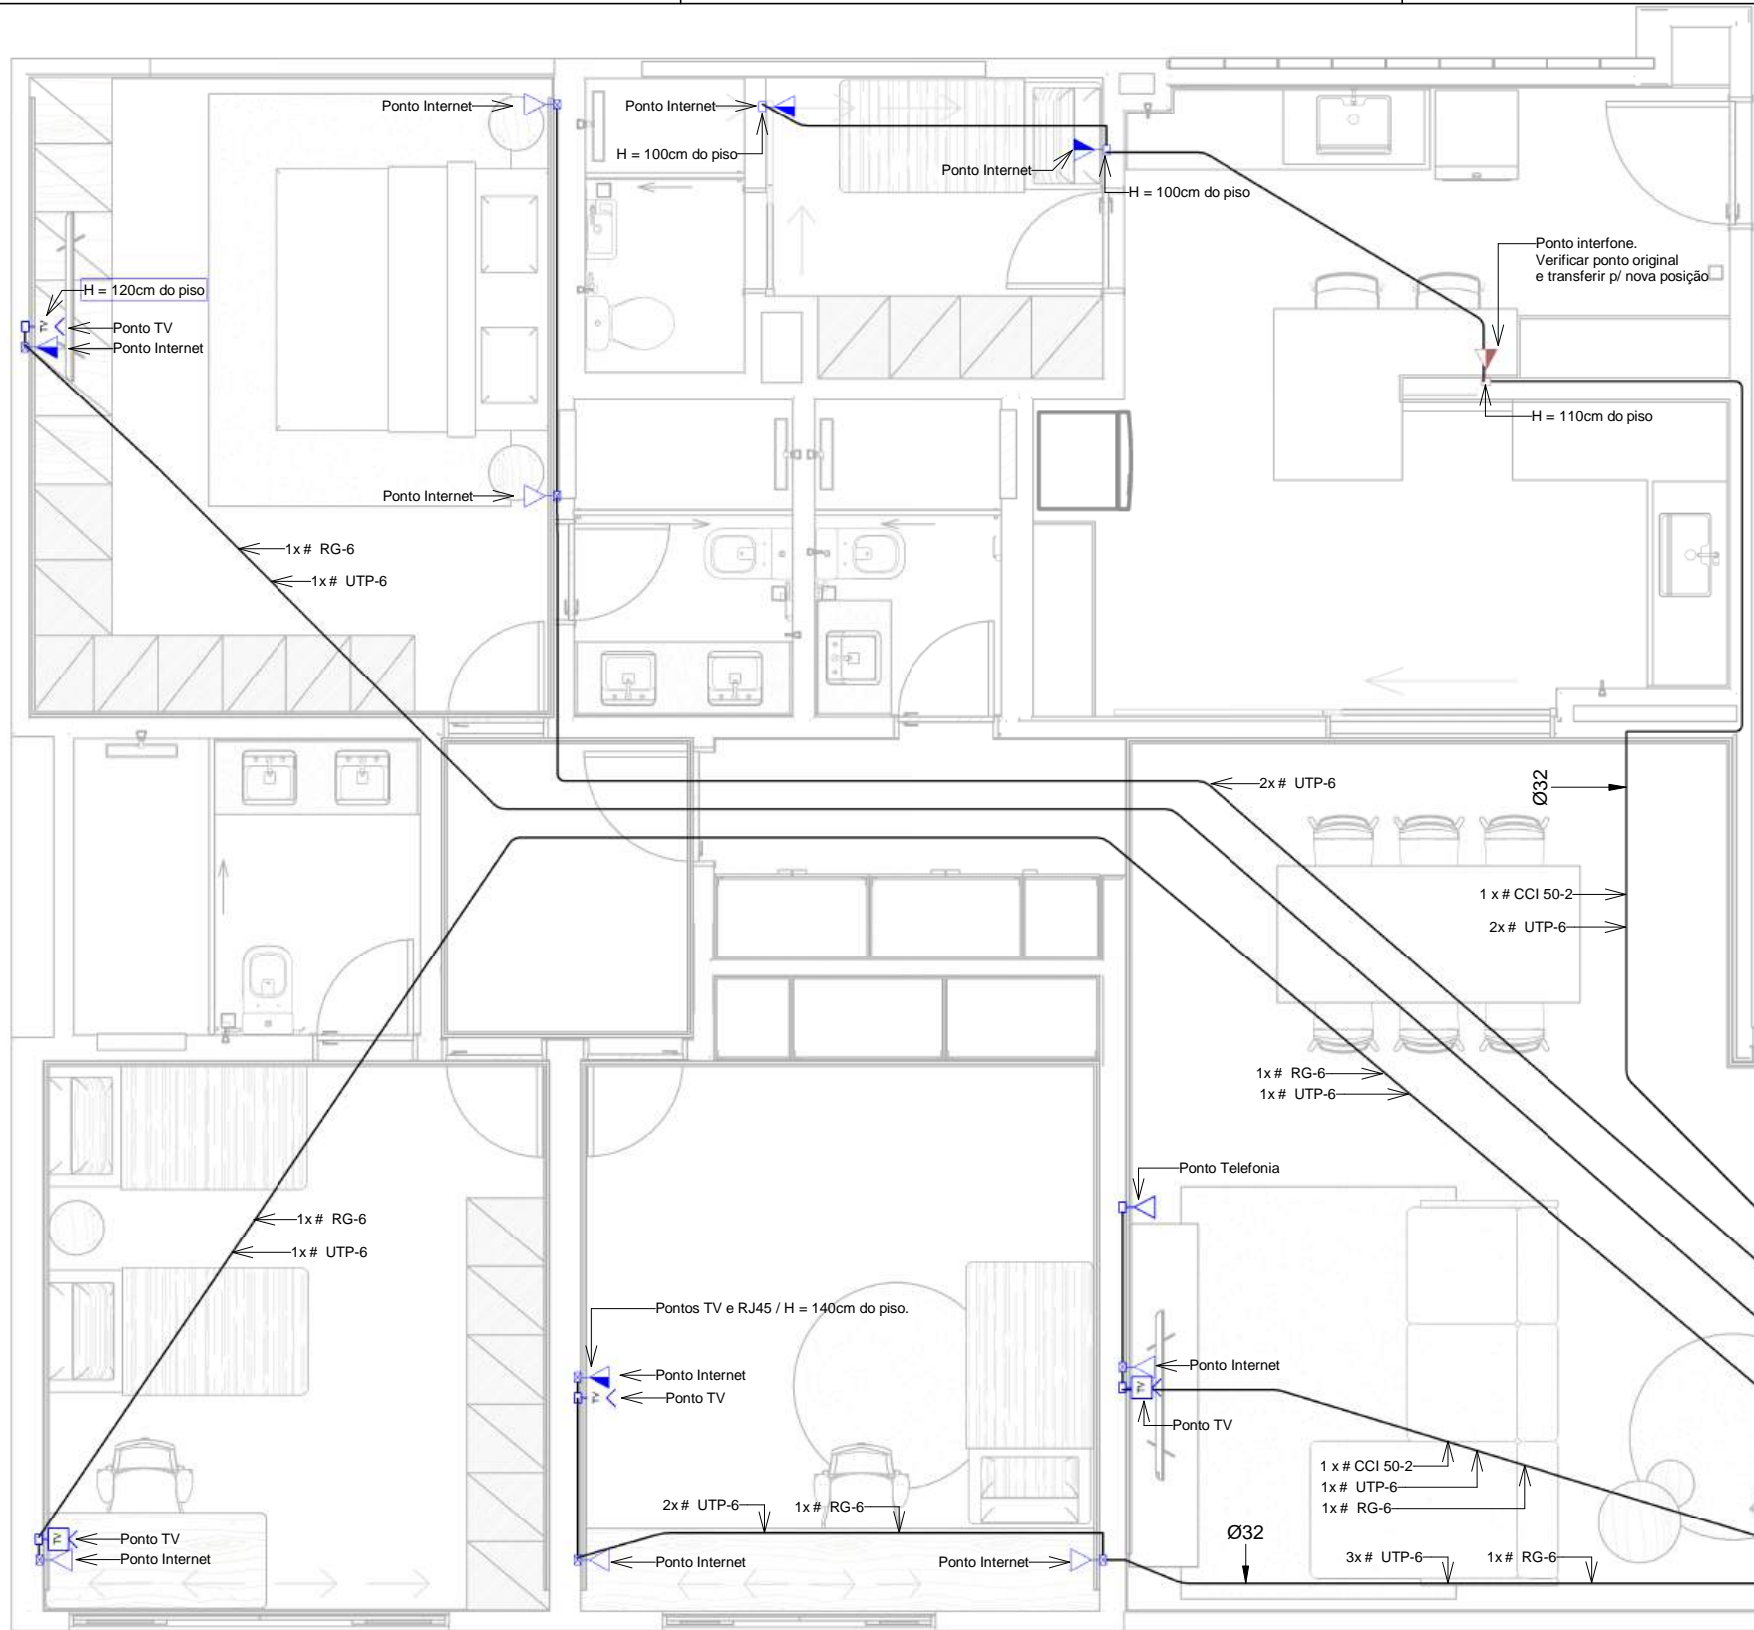 Ponto Internet
Ponto Internet
H = 100cm do piso
Ponto Internet
H = 100cm do piso
Ponto interfone.
Verificar ponto original
e transferir p/ nova posição
H = 120cm do piso
TV
Ponto TV
Ponto Internet
H = 110cm do piso
Ponto Internet
1x # RG-6
1x # UTP-6
2x # UTP-6
Ø32
1 x # CCI 50-2
2x # UTP-6
1x # RG-6
1x # UTP-6
Ponto Telefonia
1x # RG-6
1x # UTP-6
Pontos TV e RJ45 / H = 140cm do piso.
Ponto Internet
TV
Ponto TV
Ponto Internet
TV
Ponto TV
1 x # CCI 50-2
1x # UTP-6
1x # RG-6
2x # UTP-6
1x # RG-6
Ø32
TV
Ponto TV
Ponto Internet
Ponto Internet
Ponto Internet
3x # UTP-6
1x # RG-6